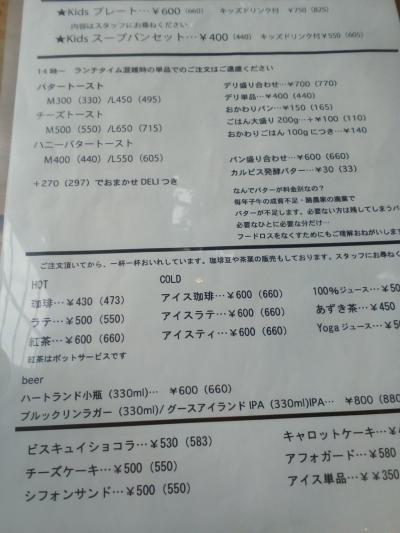 ★Kids プレート…￥600 (660) キッズドリンク付 ￥750 (825)
内容はスタッフにお尋ねください
★Kids スープパンセット…￥400 (440) キッズドリンク付￥550 (605)
14時〜 ランチタイム混雑時の単品でのご注文はご遠慮ください
バタートースト
M300（330）/L450（495）
チーズトースト
M500（550）/L650（715）
ハニーバタートースト
M400（440）/L550（605）
+270（297）でおまかせ DELI つき
デリ盛り合わせ…￥700（770）
デリ単品…￥400（440）
おかわりパン…￥150（165）
ごはん大盛り 200g…+￥100（110）
おかわりごはん 100g につき…￥140
パン盛り合わせ…￥600（660）
カルピス発酵バター…￥30（33）
なんでバターが料金別なの？
毎年子牛の成育不足・酪農家の廃業で
バターが不足します。必要ない方は残してしまうバ
必要なひとに必要な分だけ…
フードロスをなくすためにもご理解おねがいします
ご注文頂いてから、一杯一杯おいれしています。珈琲豆や茶葉の販売もしております。スタッフにお尋ねく
HOT
珈琲…￥430（473）
ラテ…￥500（550）
紅茶…￥600（660）
紅茶はポットサービスです
COLD
アイス珈琲…￥600（660）
アイスラテ…￥600（660）
アイスティ…￥600（660）
100%ジュース…￥50
あずき茶…￥450
Yoga ジュース…￥50
beer
ハートランド小瓶（330ml)… ￥600（660）
ブルックリンラガー（330ml)/ グースアイランド IPA（330ml)IPA… ￥800（880
ビスキュイショコラ…￥530（583）
チーズケーキ…￥500（550）
シフォンサンド…￥500（550）
キャロットケーキ…￥
アフォガード…￥580
アイス単品…￥￥350